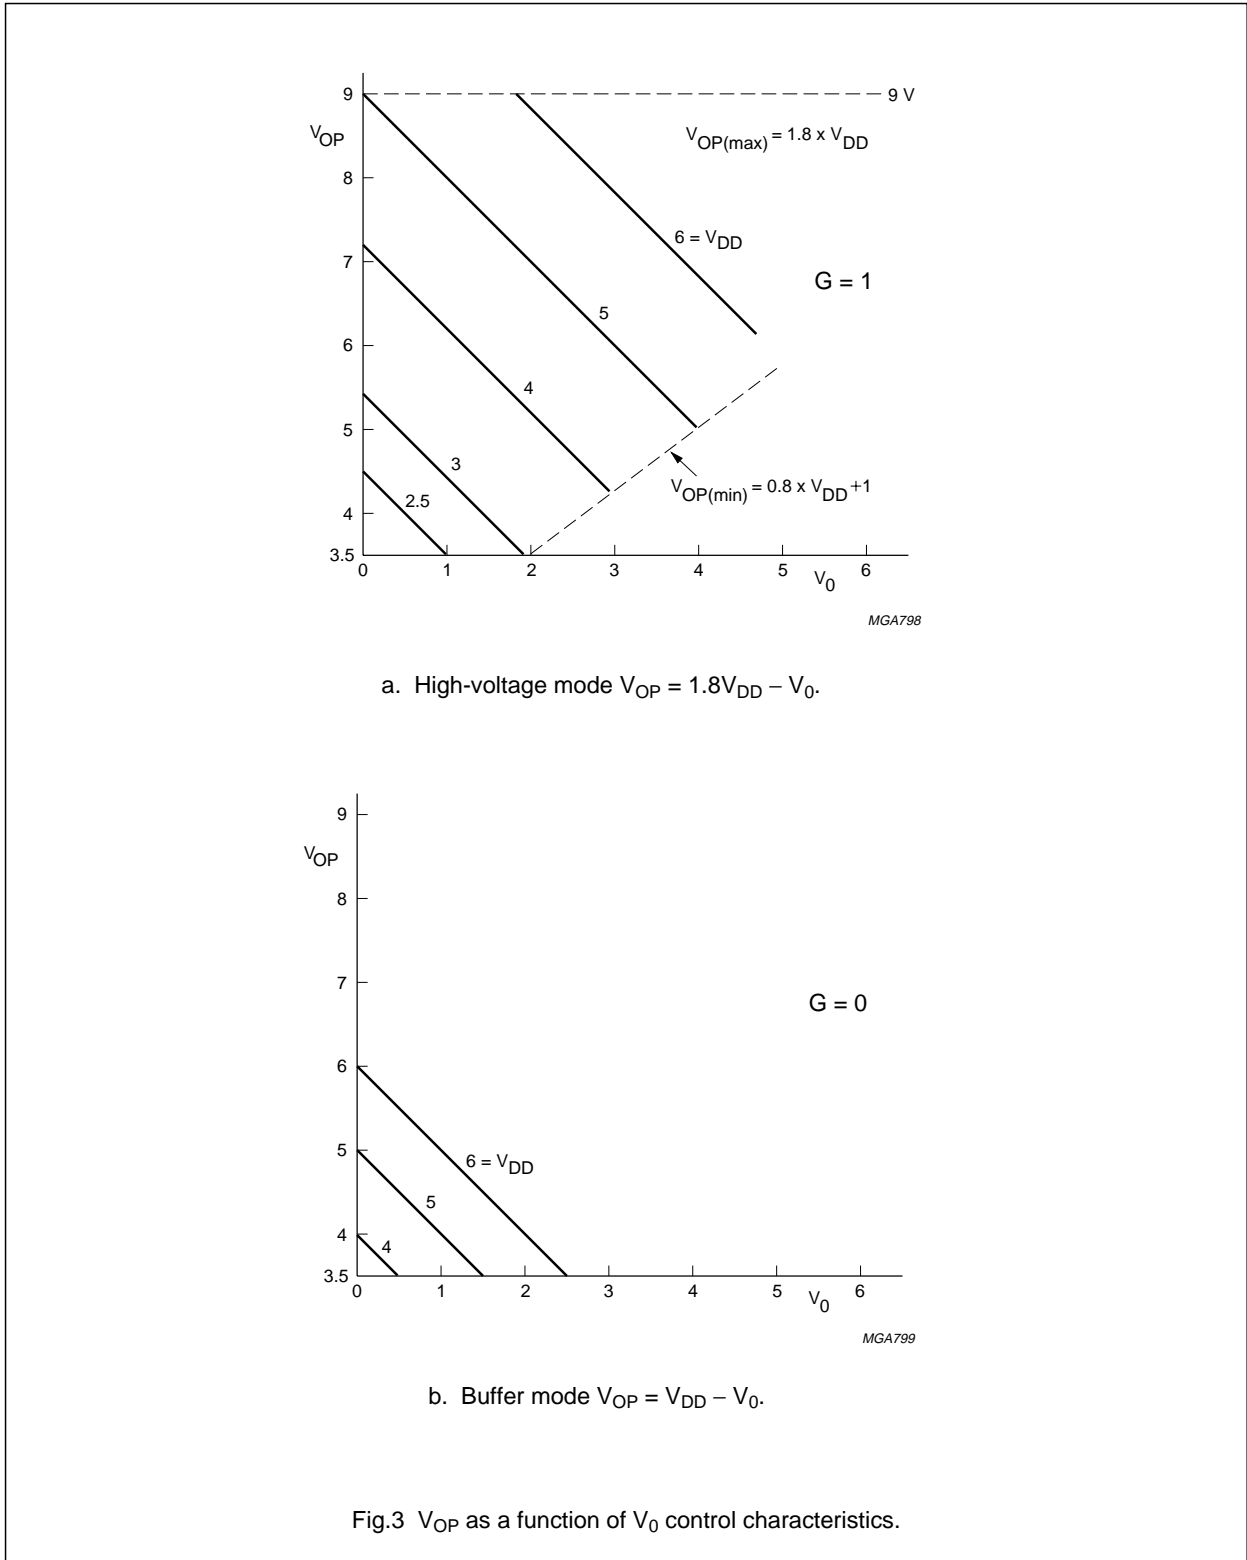 9
9 V
V_OP
V_OP(max) = 1.8 x V_DD
8
6 = V_DD
7
G = 1
5
6
4
5
3
V_OP(min) = 0.8 x V_DD +1
2.5
4
3.5
0 1 2 3 4 5 V_0 6
MGA798
a. High-voltage mode V_OP = 1.8V_DD − V_0.
9
V_OP
8
7
G = 0
6
5
6 = V_DD
5
4
4
3.5
0 1 2 3 4 5 V_0 6
MGA799
b. Buffer mode V_OP = V_DD − V_0.
Fig.3 V_OP as a function of V_0 control characteristics.